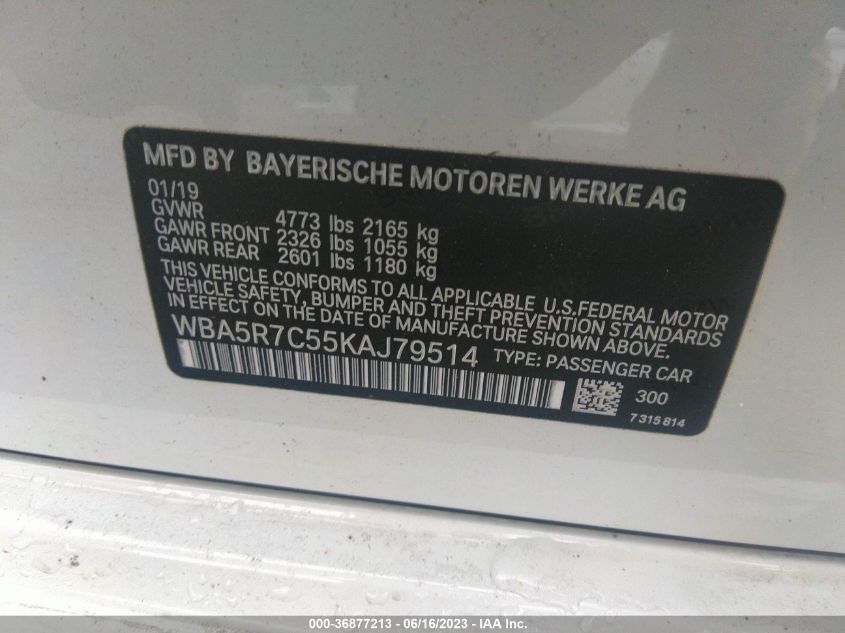 MFD BY BAYERISCHE MOTOREN WERKE AG
01/19
GVWR 4773 lbs 2165 kg
GAWR FRONT 2326 lbs 1055 kg
GAWR REAR 2601 lbs 1180 kg
THIS VEHICLE CONFORMS TO ALL APPLICABLE U.S.FEDERAL MOTOR
VEHICLE SAFETY, BUMPER AND THEFT PREVENTION STANDARDS
IN EFFECT ON THE DATE OF MANUFACTURE SHOWN ABOVE.
WBA5R7C55KAJ79514 TYPE: PASSENGER CAR
300
7 315 814
000-36877213 - 06/16/2023 - IAA Inc.